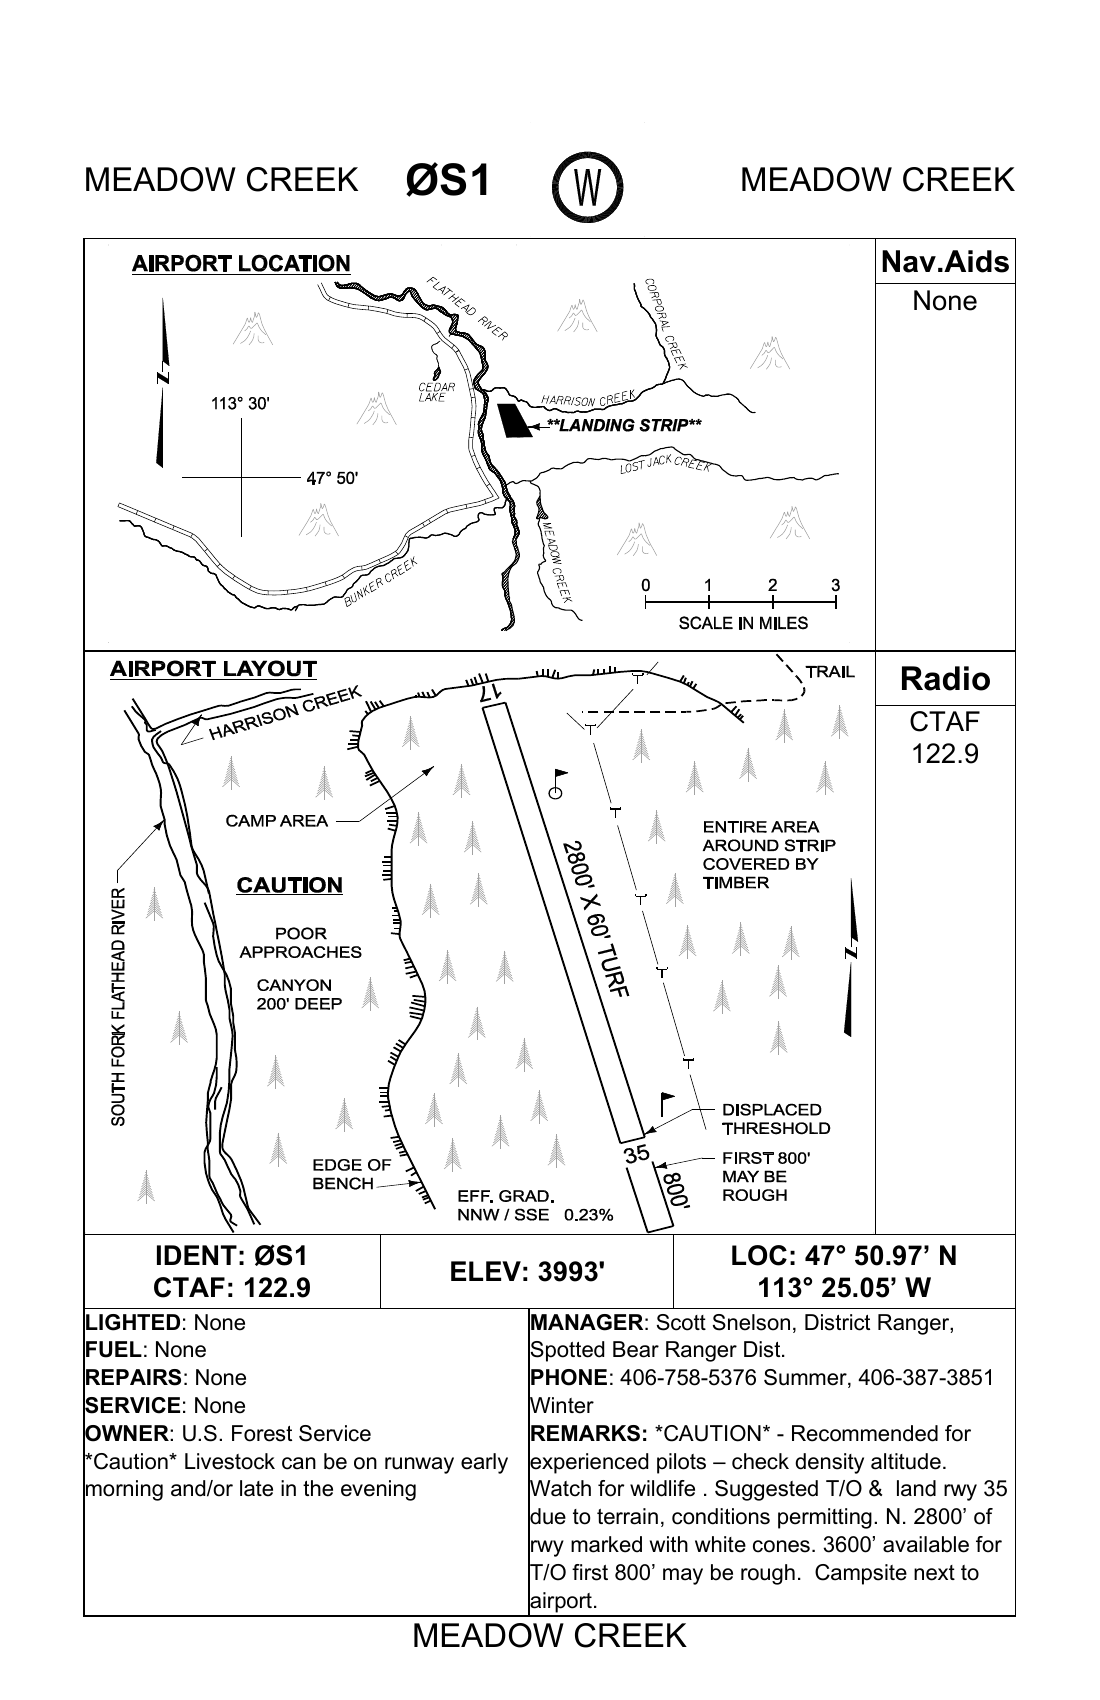 MEADOW CREEK ØS1 W MEADOW CREEK
AIRPORT LOCATION
FLATHEAD RIVER
CORPORAL CREEK
CEDAR
LAKE
HARRISON CREEK
**LANDING STRIP**
N
113° 30'
47° 50'
LOST JACK CREEK
MEADOW CREEK
BUNKER CREEK
0 1 2 3
SCALE IN MILES
Nav.Aids
None
AIRPORT LAYOUT
TRAIL
HARRISON CREEK
17
CAMP AREA
CAUTION
POOR
APPROACHES
CANYON
200' DEEP
SOUTH FORK FLATHEAD RIVER
2800' X 60' TURF
ENTIRE AREA
AROUND STRIP
COVERED BY
TIMBER
N
DISPLACED
THRESHOLD
35
FIRST 800'
MAY BE
ROUGH
800'
EDGE OF
BENCH
EFF. GRAD.
NNW / SSE 0.23%
Radio
CTAF
122.9
IDENT: ØS1
CTAF: 122.9
ELEV: 3993'
LOC: 47° 50.97’ N
113° 25.05’ W
LIGHTED: None
FUEL: None
REPAIRS: None
SERVICE: None
OWNER: U.S. Forest Service
*Caution* Livestock can be on runway early
morning and/or late in the evening
MANAGER: Scott Snelson, District Ranger,
Spotted Bear Ranger Dist.
PHONE: 406-758-5376 Summer, 406-387-3851
Winter
REMARKS: *CAUTION* - Recommended for
experienced pilots – check density altitude.
Watch for wildlife . Suggested T/O & land rwy 35
due to terrain, conditions permitting. N. 2800’ of
rwy marked with white cones. 3600’ available for
T/O first 800’ may be rough. Campsite next to
airport.
MEADOW CREEK